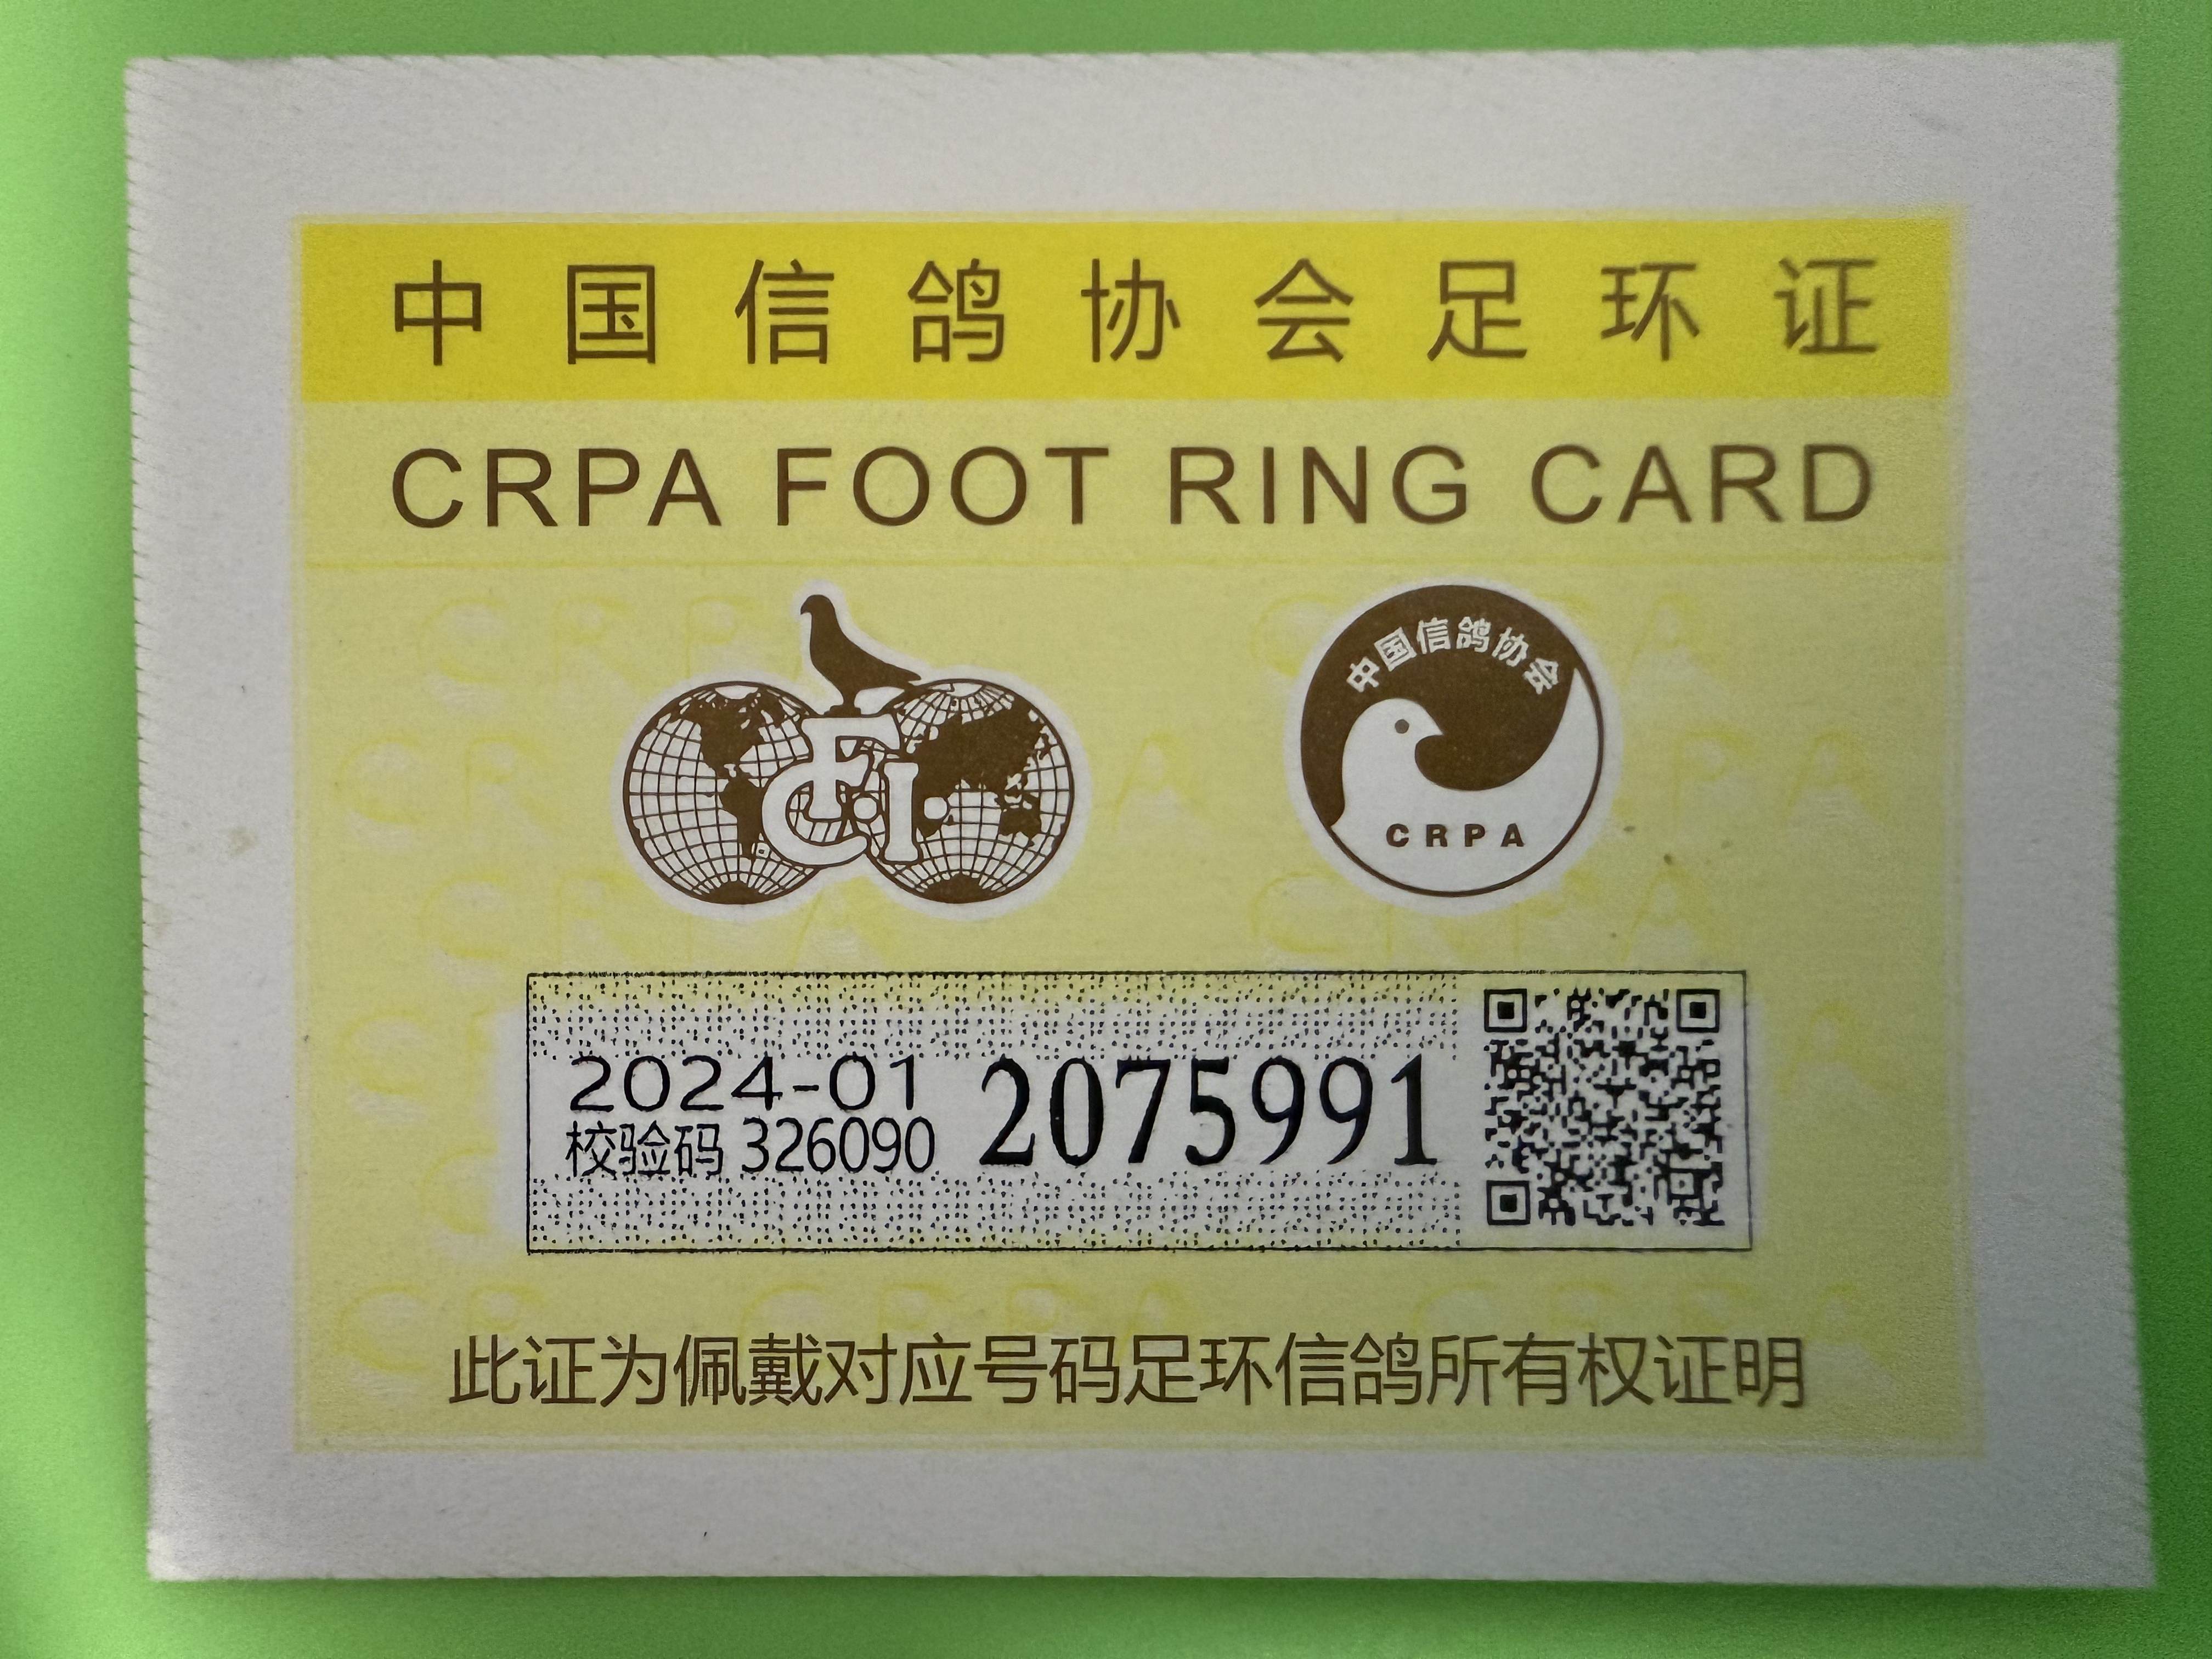 中国信鸽协会足环证
CRPA FOOT RING CARD
FCI
中国信鸽协会
CRPA
2024-01 2075991
校验码 326090
此证为佩戴对应号码足环信鸽所有权证明